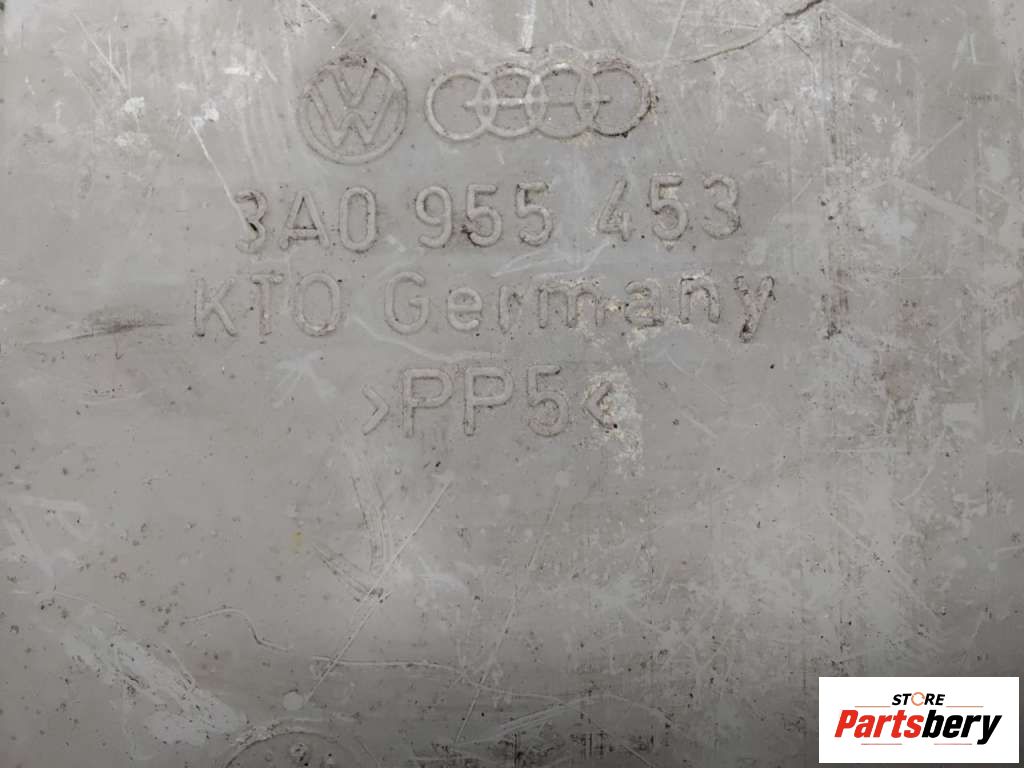 3A0 955 453
KTO Germany
>PP5<
STORE
Partsbery